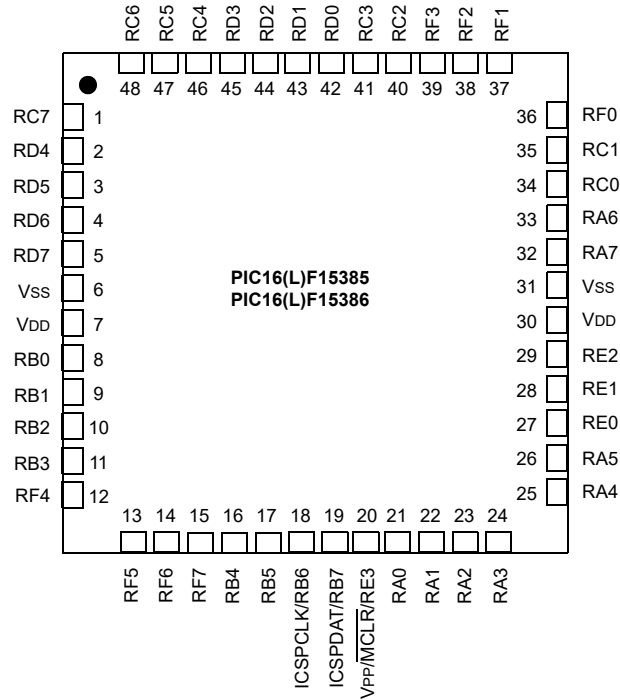 RC6 RC5 RC4 RD3 RD2 RD1 RD0 RC3 RC2 RF3 RF2 RF1
48 47 46 45 44 43 42 41 40 39 38 37
RC7 1
RD4 2
RD5 3
RD6 4
RD7 5
VSS 6
VDD 7
RB0 8
RB1 9
RB2 10
RB3 11
RF4 12
PIC16(L)F15385
PIC16(L)F15386
36 RF0
35 RC1
34 RC0
33 RA6
32 RA7
31 VSS
30 VDD
29 RE2
28 RE1
27 RE0
26 RA5
25 RA4
13 14 15 16 17 18 19 20 21 22 23 24
RF5 RF6 RF7 RB4 RB5 ICSPCLK/RB6 ICSPDAT/RB7 VPP/MCLR/RE3 RA0 RA1 RA2 RA3